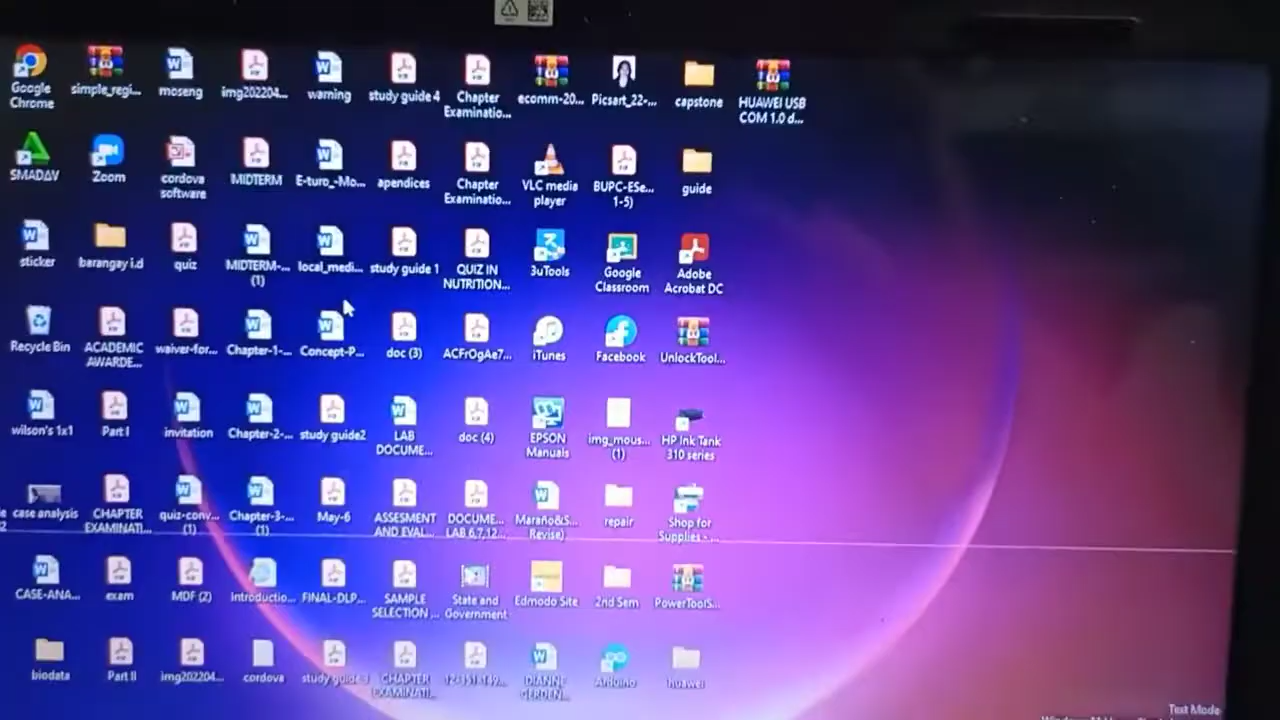 Google
Chrome
simple_regi...
moseng
img202204...
warning
study guide 4
Chapter
Examinatio...
ecomm-20...
Picsart_22-...
capstone
HUAWEI USB
COM 1.0 d...
SMADAV
Zoom
cordova
software
MIDTERM
E-turo_-Mo...
apendices
Chapter
Examinatio...
VLC media
player
BUPC-ESe...
1-5)
guide
sticker
barangay i.d
quiz
MIDTERM-...
(1)
local_medi...
study guide 1
QUIZ IN
NUTRITION...
3uTools
Google
Classroom
Adobe
Acrobat DC
Recycle Bin
ACADEMIC
AWARDE...
waiver-for...
Chapter-1-...
Concept-P...
doc (3)
ACFrOgAe7...
iTunes
Facebook
UnlockTool...
wilson's 1x1
Part I
invitation
Chapter-2-...
study guide2
LAB
DOCUME...
doc (4)
EPSON
Manuals
img_mous...
(1)
HP Ink Tank
310 series
case analysis
CHAPTER
EXAMINATI...
quiz-conv...
(1)
Chapter-3-...
(1)
May-6
ASSESMENT
AND EVAL...
DOCUME...
LAB 6,7,12...
Maraño&S...
Revise)
repair
Shop for
Supplies - ...
CASE-ANA...
exam
MDF (2)
Introductio...
FINAL-DLP...
SAMPLE
SELECTION ...
State and
Government
Edmodo Site
2nd Sem
PowerToolS...
biodata
Part II
img202204...
cordova
study guide
CHAPTER
EXAMINATI...
DIANNE
Arduino
huawei
Test Mode